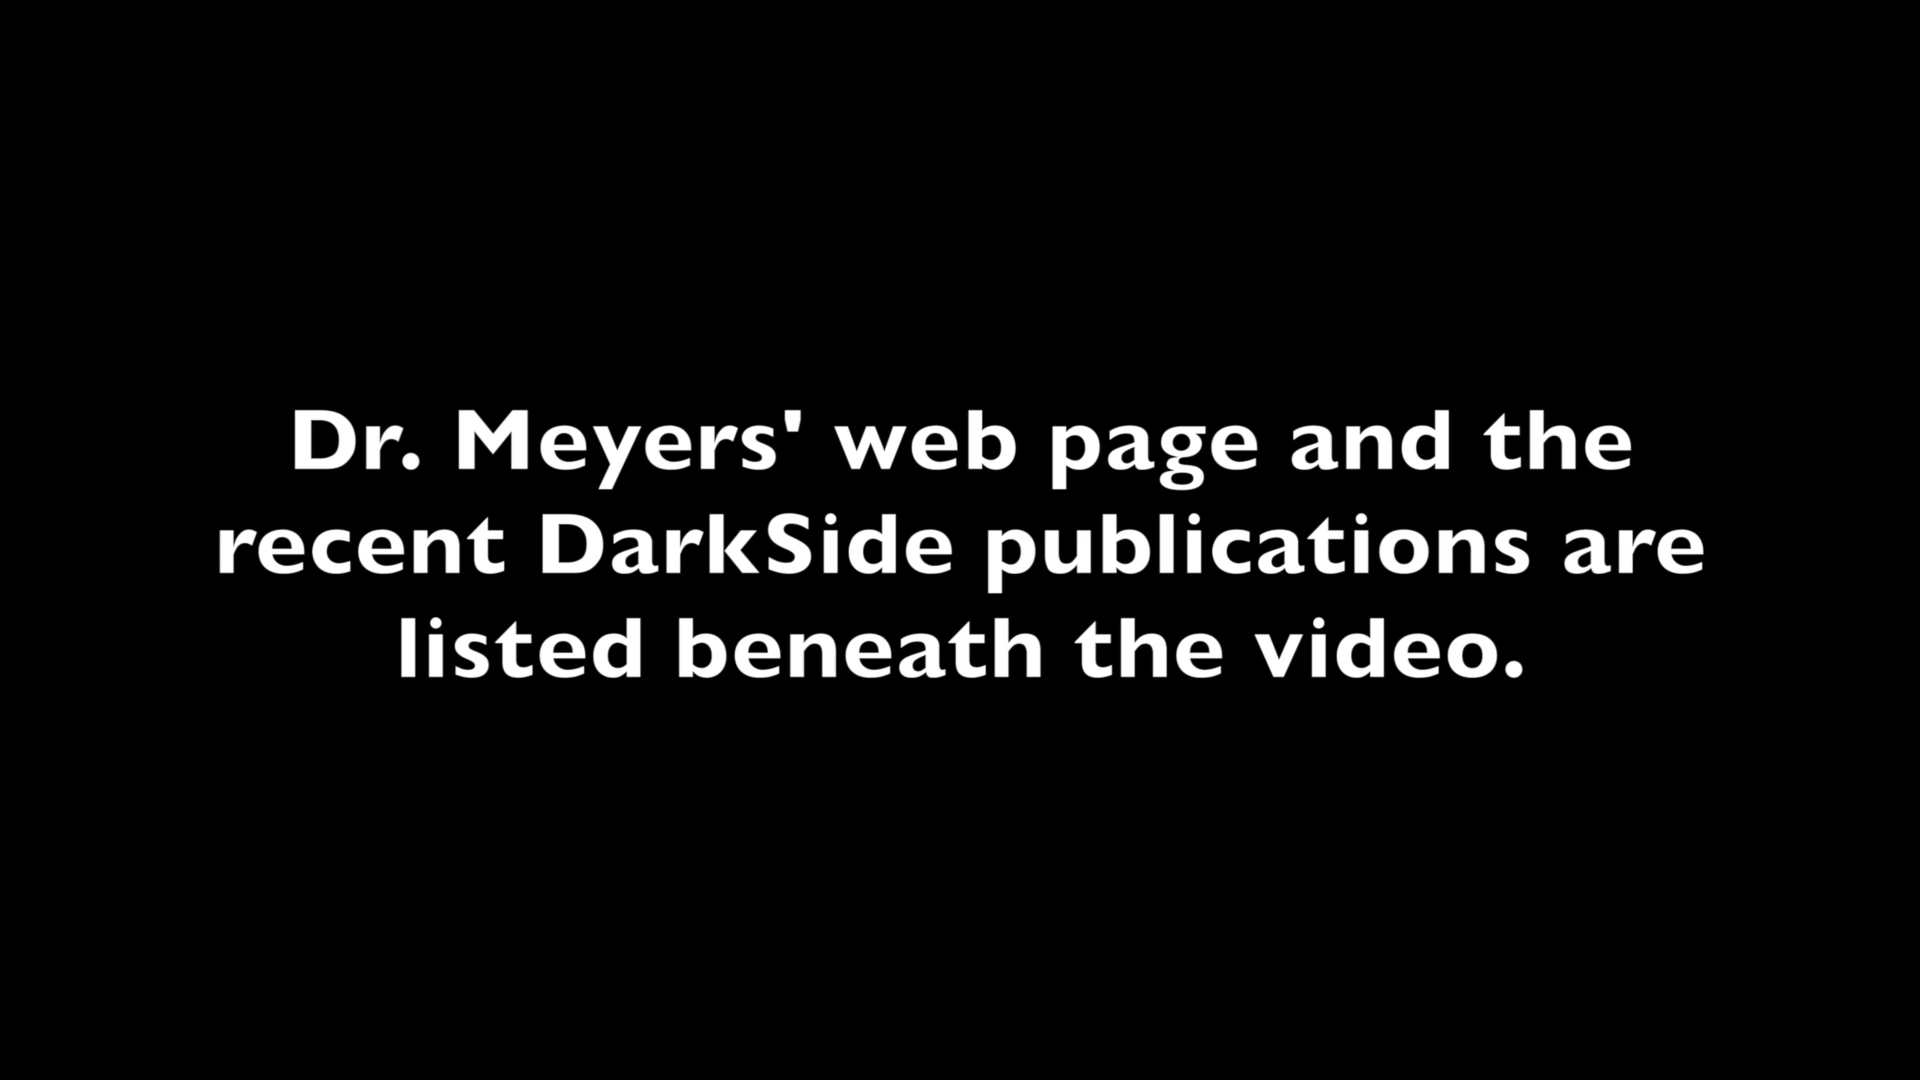 Dr. Meyers' web page and the
recent DarkSide publications are
listed beneath the video.